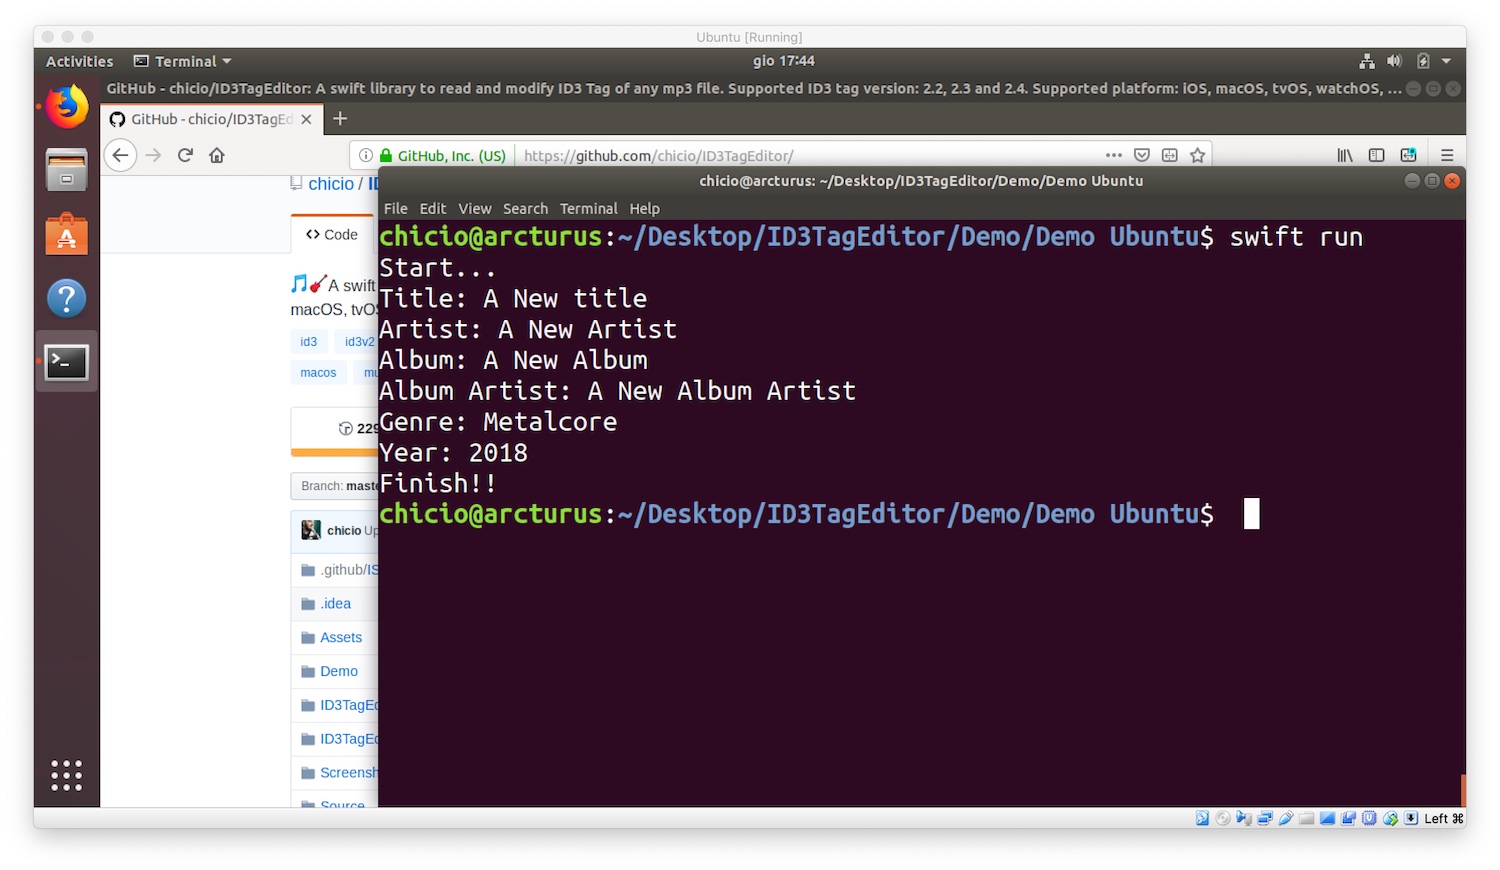 Ubuntu [Running]
Activities Terminal gio 17:44
GitHub - chicio/ID3TagEditor: A swift library to read and modify ID3 Tag of any mp3 file. Supported ID3 tag version: 2.2, 2.3 and 2.4. Supported platform: iOS, macOS, tvOS, watchOS, ...
GitHub - chicio/ID3TagEd
GitHub, Inc. (US) https://github.com/chicio/ID3TagEditor/
chicio / ID
chicio@arcturus: ~/Desktop/ID3TagEditor/Demo/Demo Ubuntu
File Edit View Search Terminal Help
<> Code
A swift
macOS, tvOS
id3 id3v2
macos mu
229
Branch: maste
chicio Up
.github/IS
.idea
Assets
Demo
ID3TagEd
ID3TagEd
Screensh
Source
chicio@arcturus:~/Desktop/ID3TagEditor/Demo/Demo Ubuntu$ swift run
Start...
Title: A New title
Artist: A New Artist
Album: A New Album
Album Artist: A New Album Artist
Genre: Metalcore
Year: 2018
Finish!!
chicio@arcturus:~/Desktop/ID3TagEditor/Demo/Demo Ubuntu$
Left ⌘